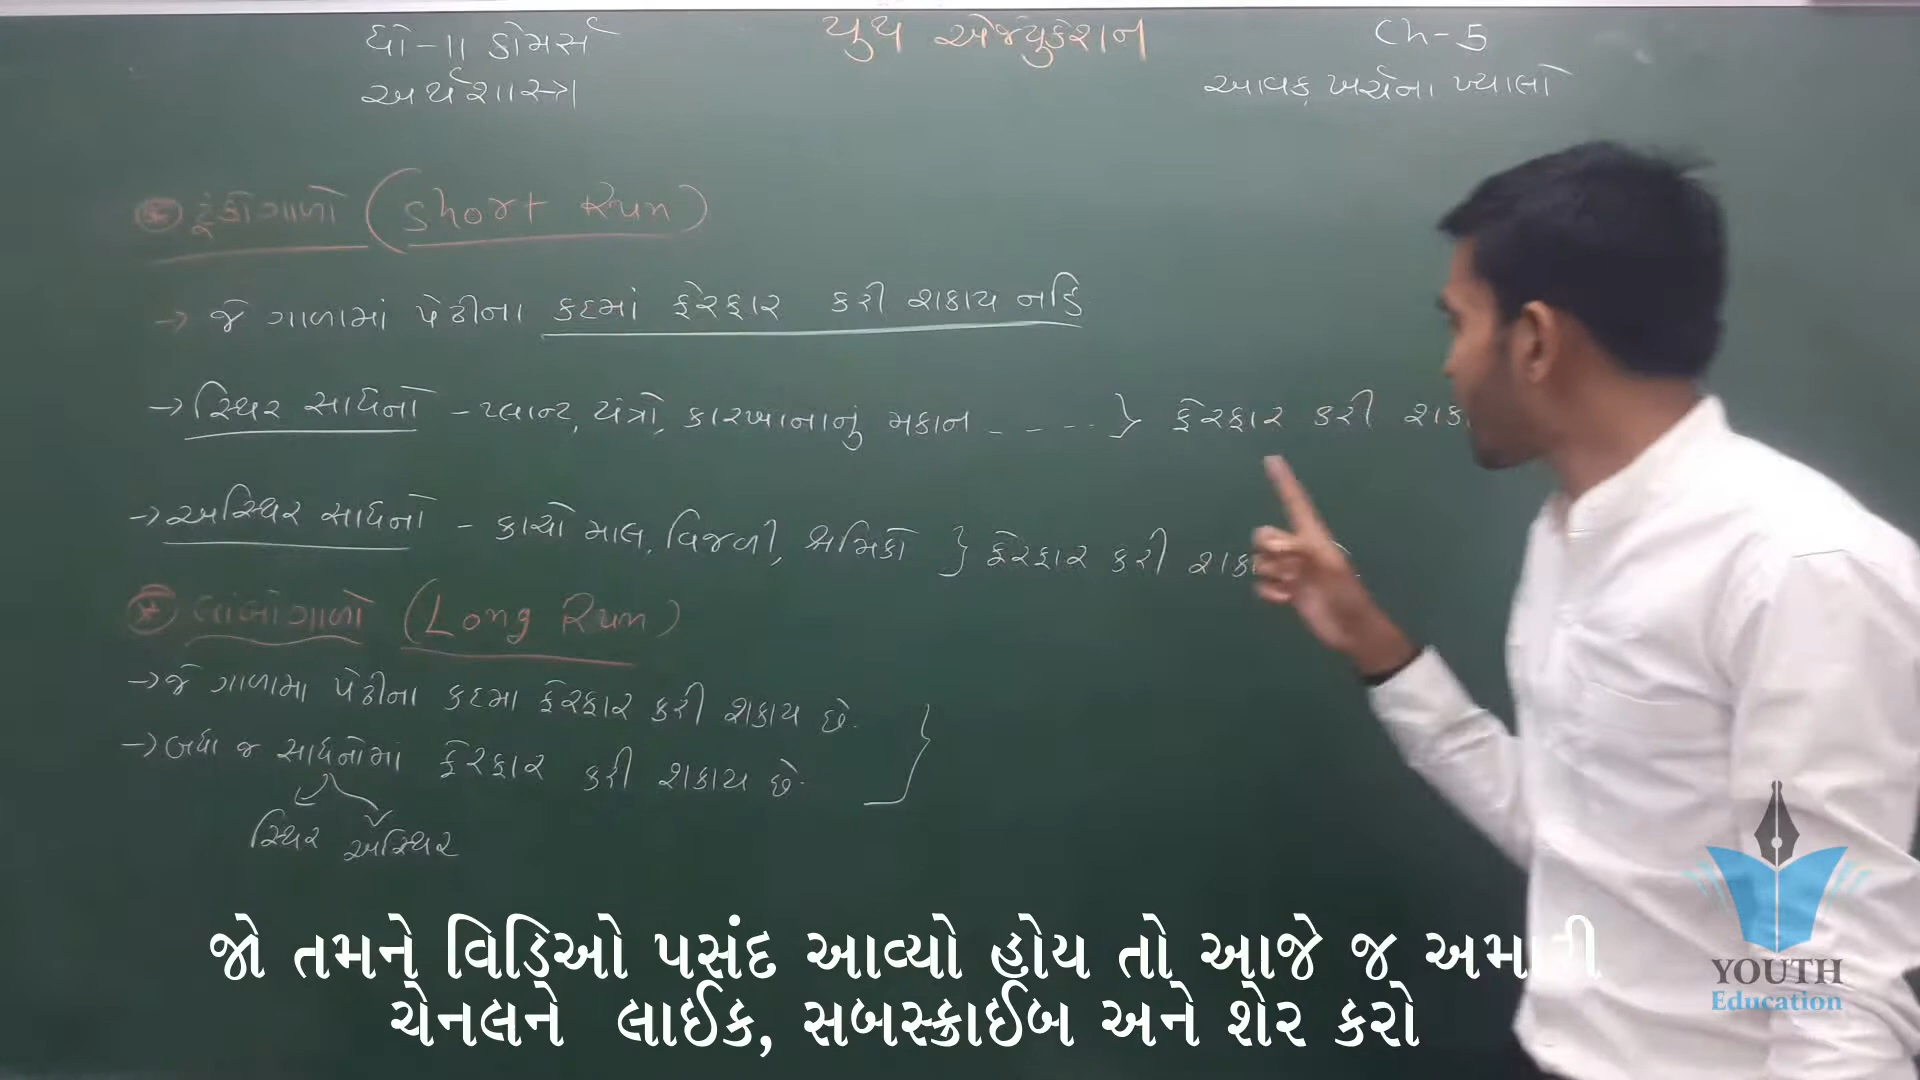 ધો-11 કોમર્સ
અર્થશાસ્ત્ર
યુથ એજ્યુકેશન
Ch-5
આવક ખર્ચના ખ્યાલો
ટૂંકોગાળો (Short Run)
→ જે ગાળામાં પેઢીના કદમાં ફેરફાર કરી શકાય નહિ
→ સ્થિર સાધનો - પ્લાન્ટ, યંત્રો, કારખાનાનું મકાન - - - - } ફેરફાર કરી
→ અસ્થિર સાધનો - કાચો માલ, વિજળી, શ્રમિકો } ફેરફાર કરી
લાંબોગાળો (Long Run)
→ જે ગાળામા પેઢીના કદમા ફેરફાર કરી શકાય છે.
→ બધા જ સાધનોમાં ફેરફાર કરી શકાય છે.
સ્થિર અસ્થિર
જો તમને વિડિઓ પસંદ આવ્યો હોય તો આજે જ અમારી
ચેનલને લાઈક, સબસ્ક્રાઈબ અને શેર કરો
YOUTH
Education